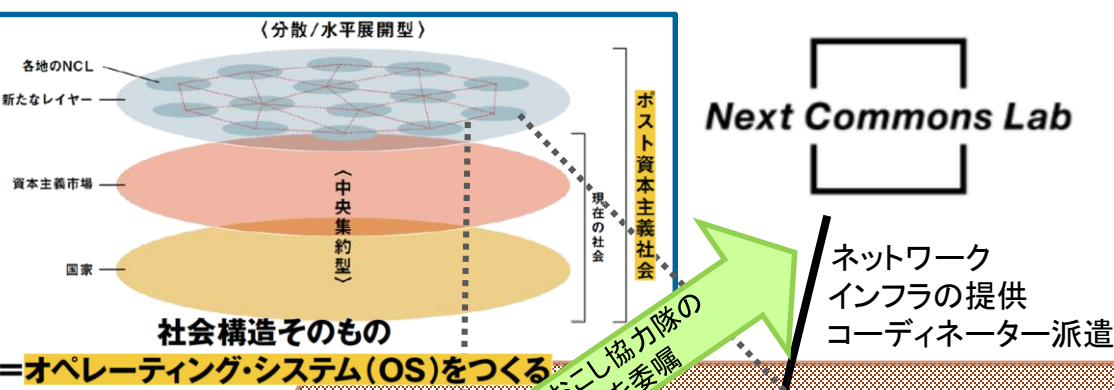 〈分散/水平展開型〉
各地のNCL
新たなレイヤー
資本主義市場
国家
〈中央集約型〉
現在の社会
ポスト資本主義社会
社会構造そのもの
=オペレーティング・システム(OS)をつくる
Next Commons Lab
おこし協力隊の
委嘱
ネットワーク
インフラの提供
コーディネーター派遣